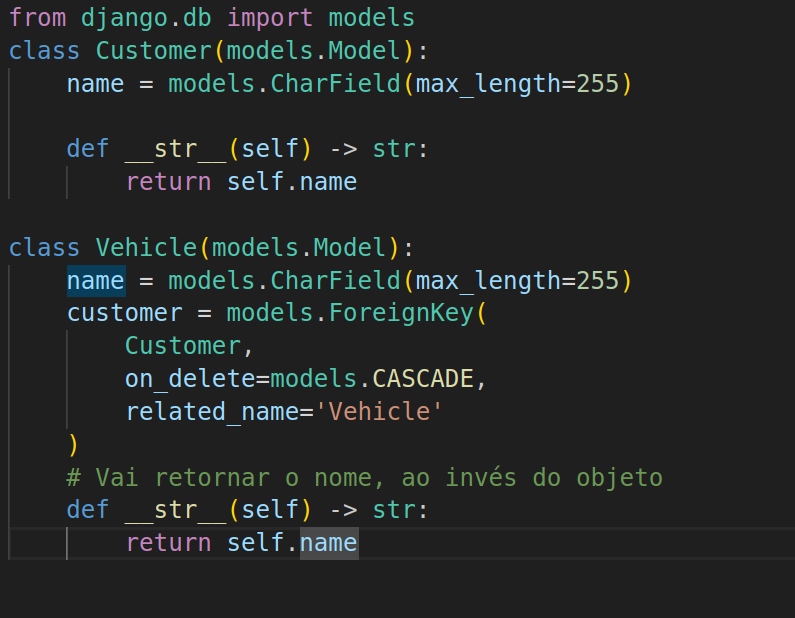 from django.db import models
class Customer(models.Model):
    name = models.CharField(max_length=255)

    def __str__(self) -> str:
        return self.name

class Vehicle(models.Model):
    name = models.CharField(max_length=255)
    customer = models.ForeignKey(
        Customer,
        on_delete=models.CASCADE,
        related_name='Vehicle'
    )
    # Vai retornar o nome, ao invés do objeto
    def __str__(self) -> str:
        return self.name